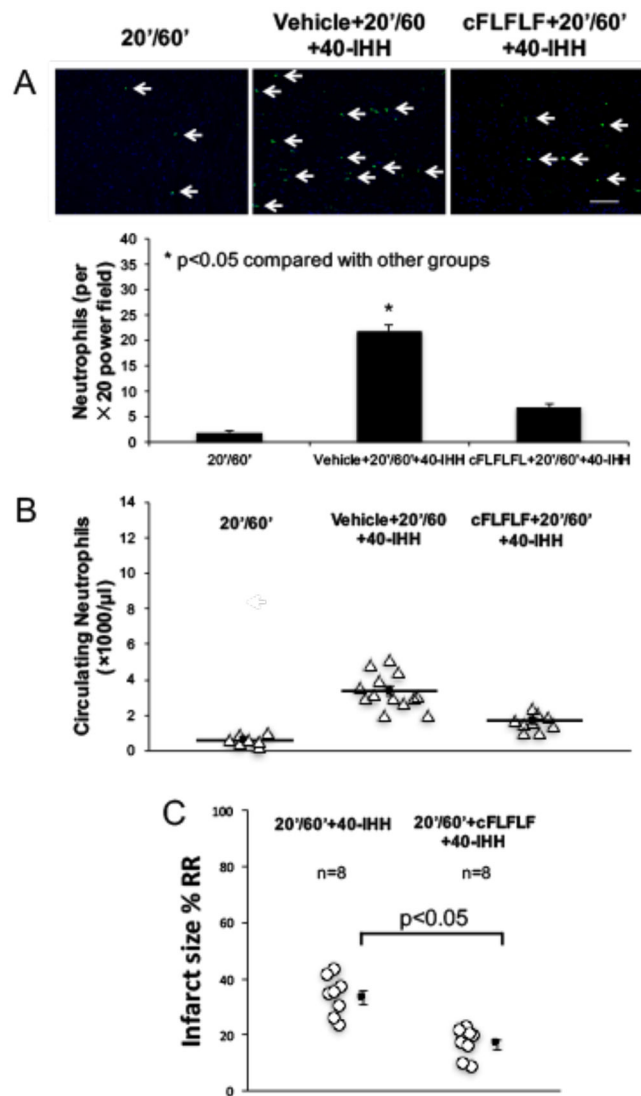 20'/60'
Vehicle+20'/60
+40-IHH
cFLFLF+20'/60'
+40-IHH
A
Neutrophils (per
× 20 power field)
40
35
30
25
20
15
10
5
0
* p<0.05 compared with other groups
*
20'/60'
Vehicle+20'/60'+40-IHH
cFLFLFL+20'/60'+40-IHH
B
Circulating Neutrophils
(×1000/µl)
14
12
10
8
6
4
2
0
20'/60'
Vehicle+20'/60
+40-IHH
cFLFLF+20'/60'
+40-IHH
C
Infarct size % RR
100
80
60
40
20
0
20'/60'+40-IHH
20'/60'+cFLFLF
+40-IHH
n=8
n=8
p<0.05